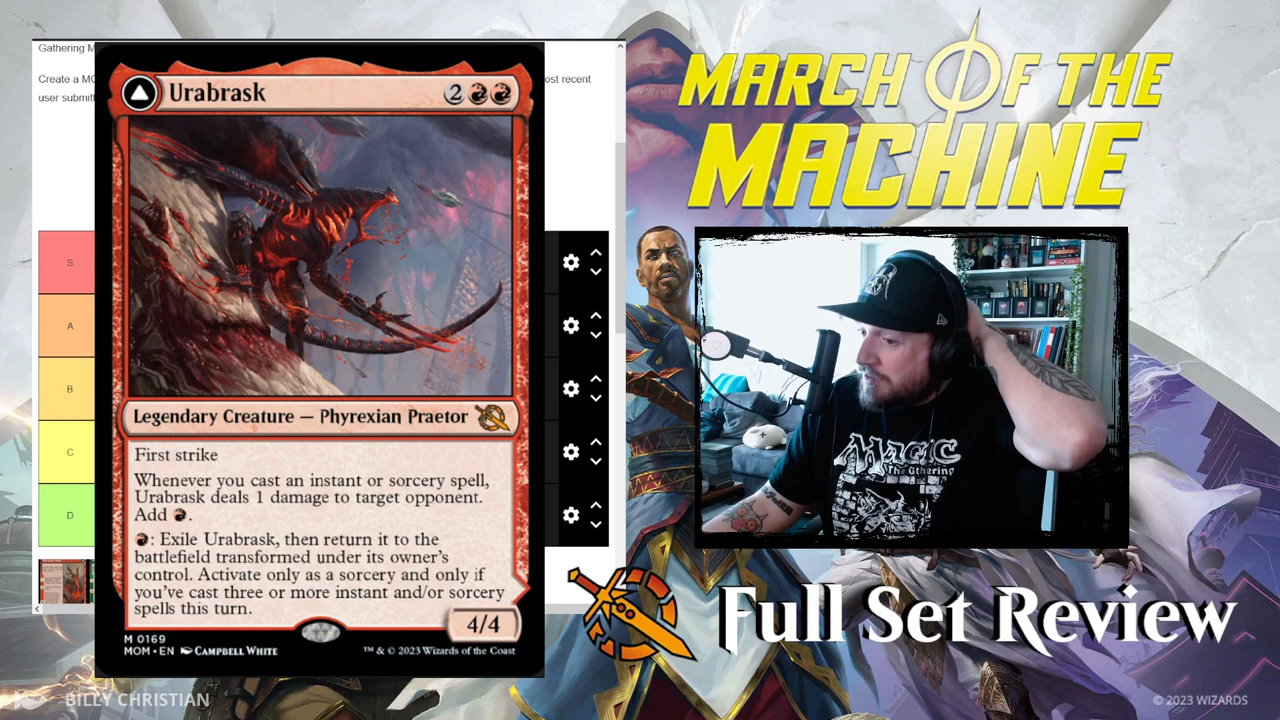 Gathering M
Create a MO
ost recent
user submitt
S
A
B
C
D
Urabrask
2
Legendary Creature — Phyrexian Praetor
First strike
Whenever you cast an instant or sorcery spell,
Urabrask deals 1 damage to target opponent.
Add
: Exile Urabrask, then return it to the
battlefield transformed under its owner's
control. Activate only as a sorcery and only if
you've cast three or more instant and/or sorcery
spells this turn.
4/4
M 0169
MOM • EN CAMPBELL WHITE
™ & © 2023 Wizards of the Coast
MARCH OF THE
MACHINE
MAGIC
The Gathering
Full Set Review
BILLY CHRISTIAN
© 2023 WIZARDS